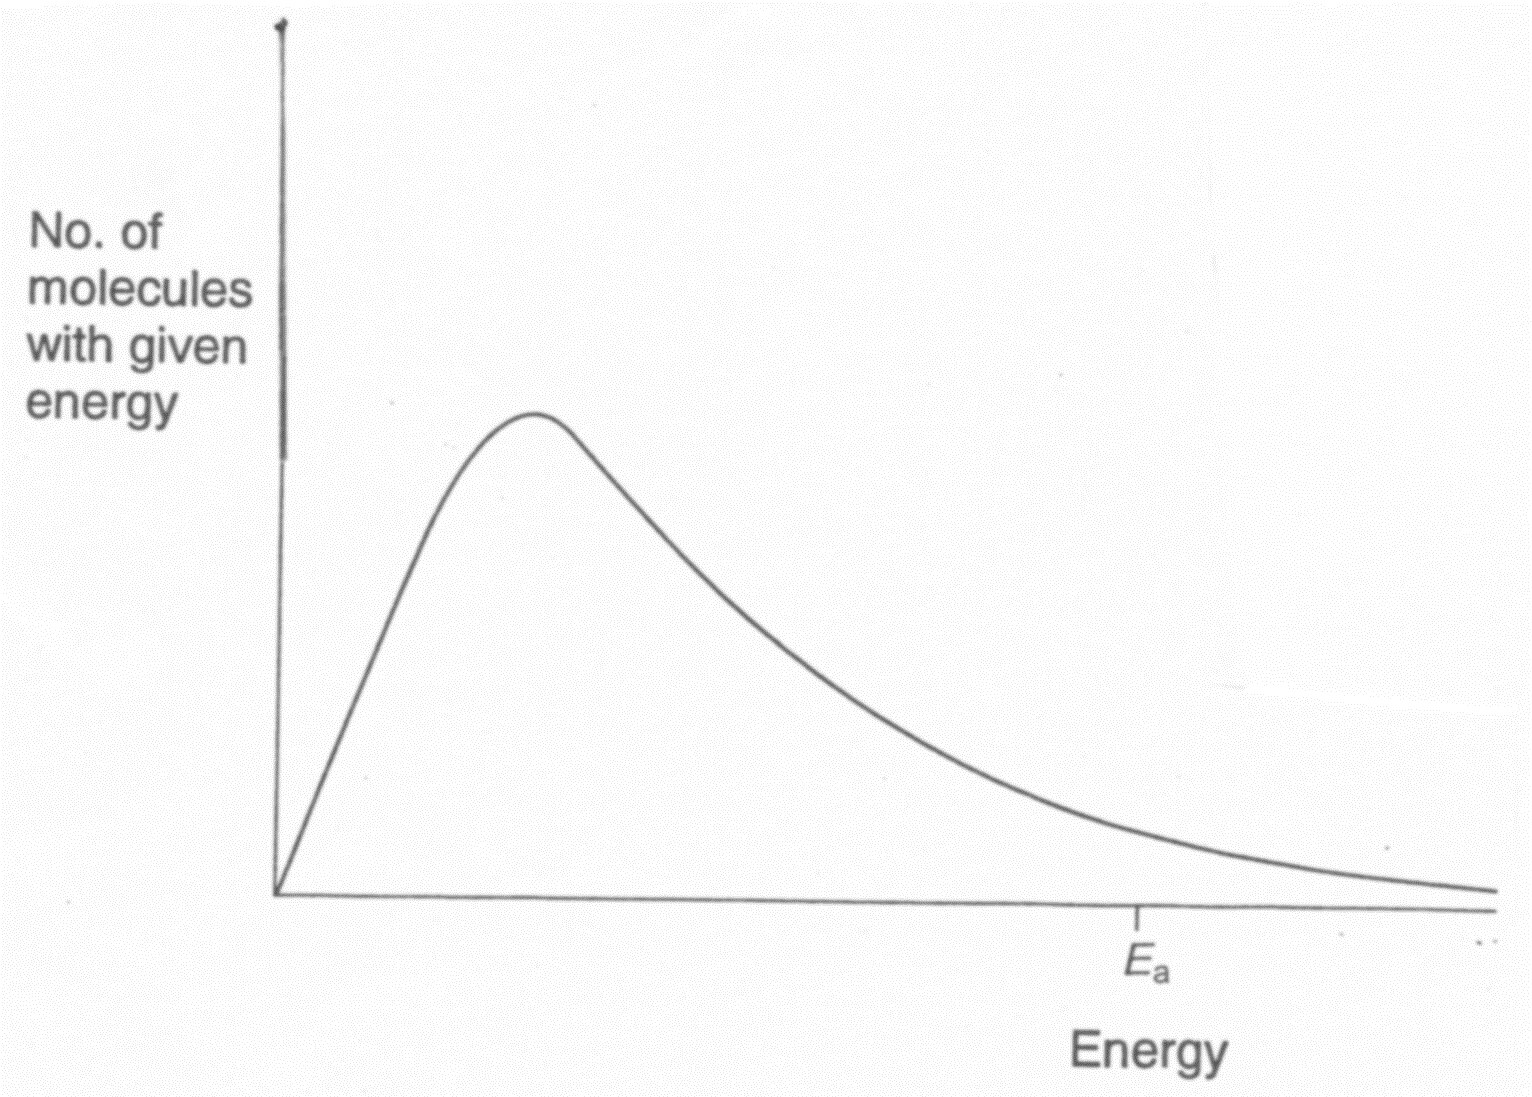 No. of
molecules
with given
energy
Eₐ
Energy